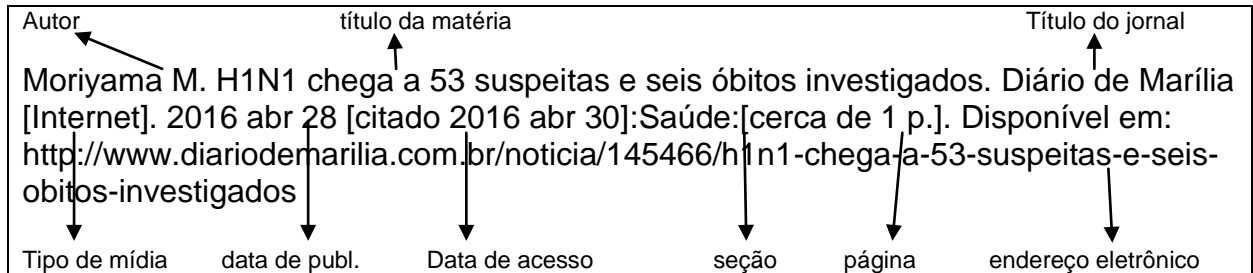 Autor título da matéria Título do jornal
Moriyama M. H1N1 chega a 53 suspeitas e seis óbitos investigados. Diário de Marília
[Internet]. 2016 abr 28 [citado 2016 abr 30]:Saúde:[cerca de 1 p.]. Disponível em:
http://www.diariodemarilia.com.br/noticia/145466/h1n1-chega-a-53-suspeitas-e-seis-
obitos-investigados
Tipo de mídia data de publ. Data de acesso seção página endereço eletrônico